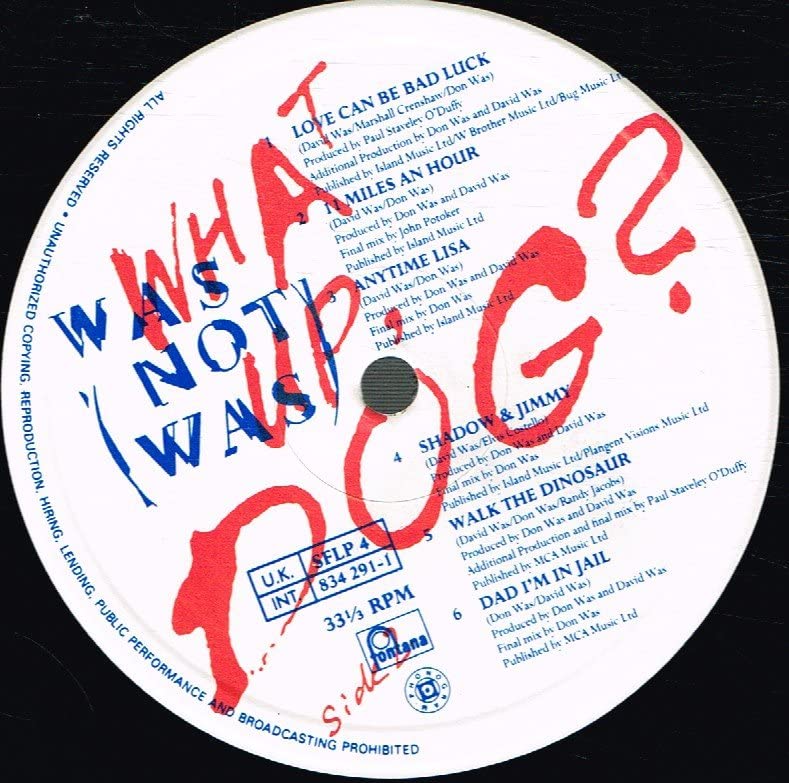 WHAT
UP,
DOG?
WAS
(NOT
WAS)
1 LOVE CAN BE BAD LUCK
(David Was/Marshall Crenshaw/Don Was)
Produced by Paul Staveley O'Duffy
Additional Production by Don Was and David Was
Published by Island Music Ltd/W Brother Music Ltd/Bug Music Ltd
2 11 MILES AN HOUR
(David Was/Don Was)
Produced by Don Was and David Was
Final mix by John Potoker
Published by Island Music Ltd
3 ANYTIME LISA
(David Was/Don Was)
Produced by Don Was and David Was
Final mix by Don Was
Published by Island Music Ltd
4 SHADOW & JIMMY
(David Was/Elvis Costello)
Produced by Don Was and David Was
Final mix by Don Was
Published by Island Music Ltd/Plangent Visions Music Ltd
5 WALK THE DINOSAUR
(David Was/Don Was/Randy Jacobs)
Produced by Don Was and David Was
Additional Production and final mix by Paul Staveley O'Duffy
Published by MCA Music Ltd
6 DAD I'M IN JAIL
(Don Was/David Was)
Produced by Don Was and David Was
Final mix by Don Was
Published by MCA Music Ltd
U.K. SFLP 4
INT. 834 291-1
33⅓ RPM
fontana
Side 2
PHONOGRAM
ALL RIGHTS RESERVED • UNAUTHORIZED COPYING, REPRODUCTION, HIRING, LENDING, PUBLIC PERFORMANCE AND BROADCASTING PROHIBITED